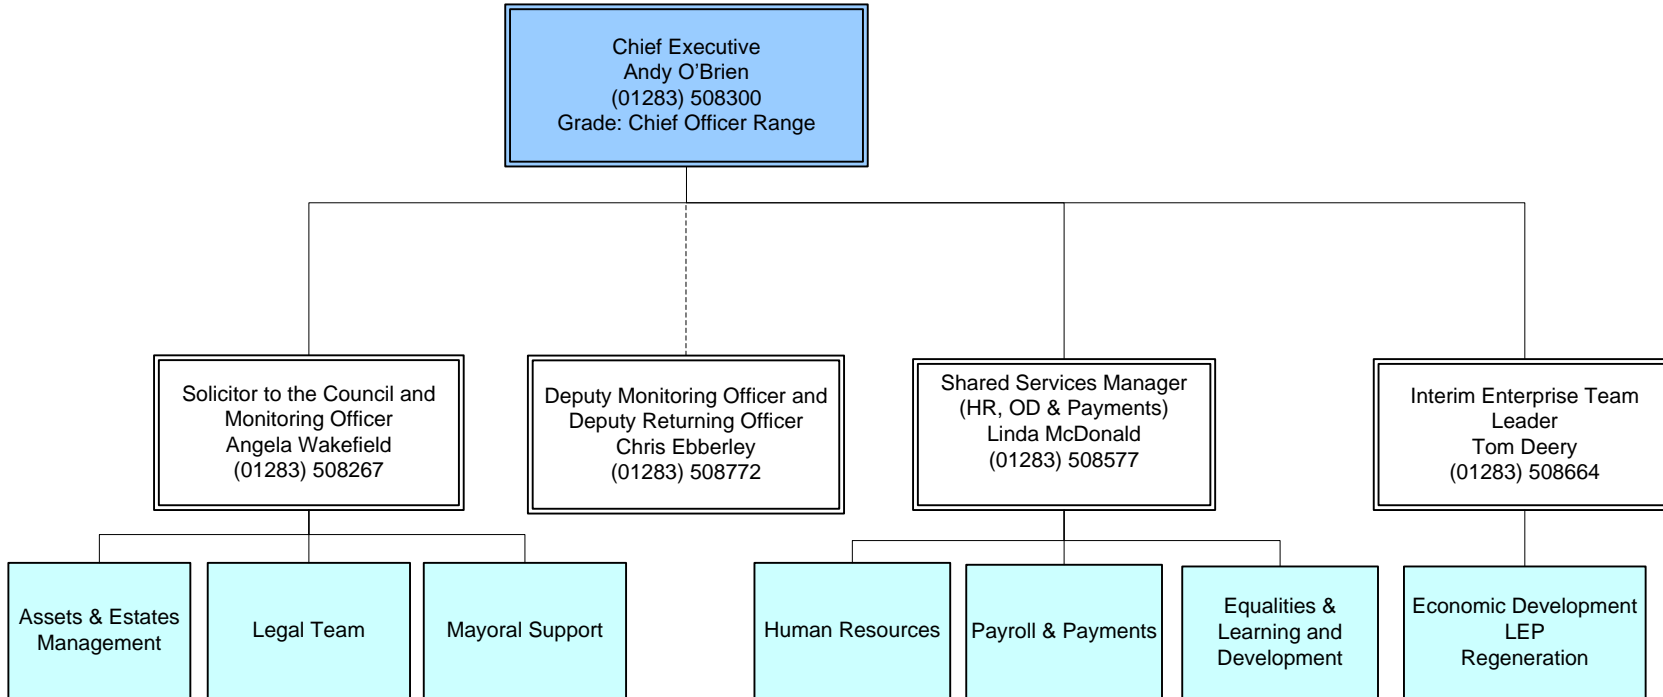 Chief Executive
Andy O’Brien
(01283) 508300
Grade: Chief Officer Range
Solicitor to the Council and
Monitoring Officer
Angela Wakefield
(01283) 508267
Deputy Monitoring Officer and
Deputy Returning Officer
Chris Ebberley
(01283) 508772
Shared Services Manager
(HR, OD & Payments)
Linda McDonald
(01283) 508577
Interim Enterprise Team
Leader
Tom Deery
(01283) 508664
Assets & Estates
Management
Legal Team
Mayoral Support
Human Resources
Payroll & Payments
Equalities &
Learning and
Development
Economic Development
LEP
Regeneration